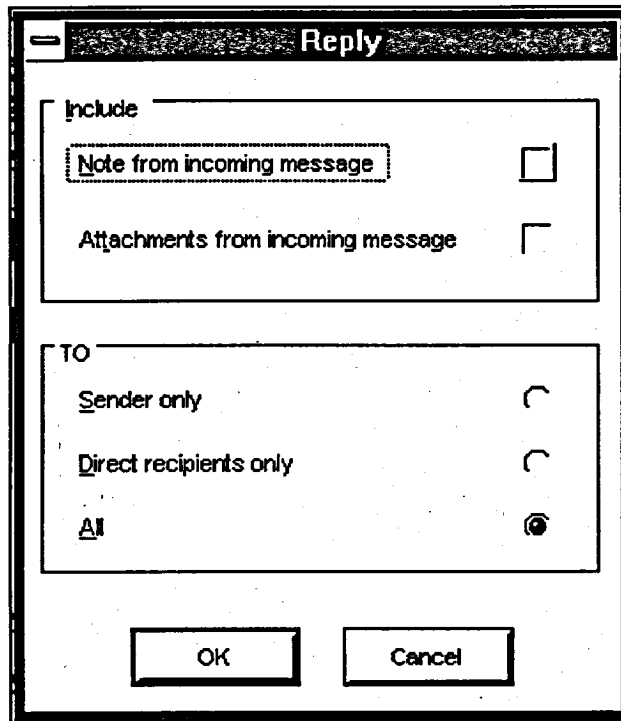 Reply
Include
Note from incoming message
Attachments from incoming message
TO
Sender only
Direct recipients only
All
OK
Cancel